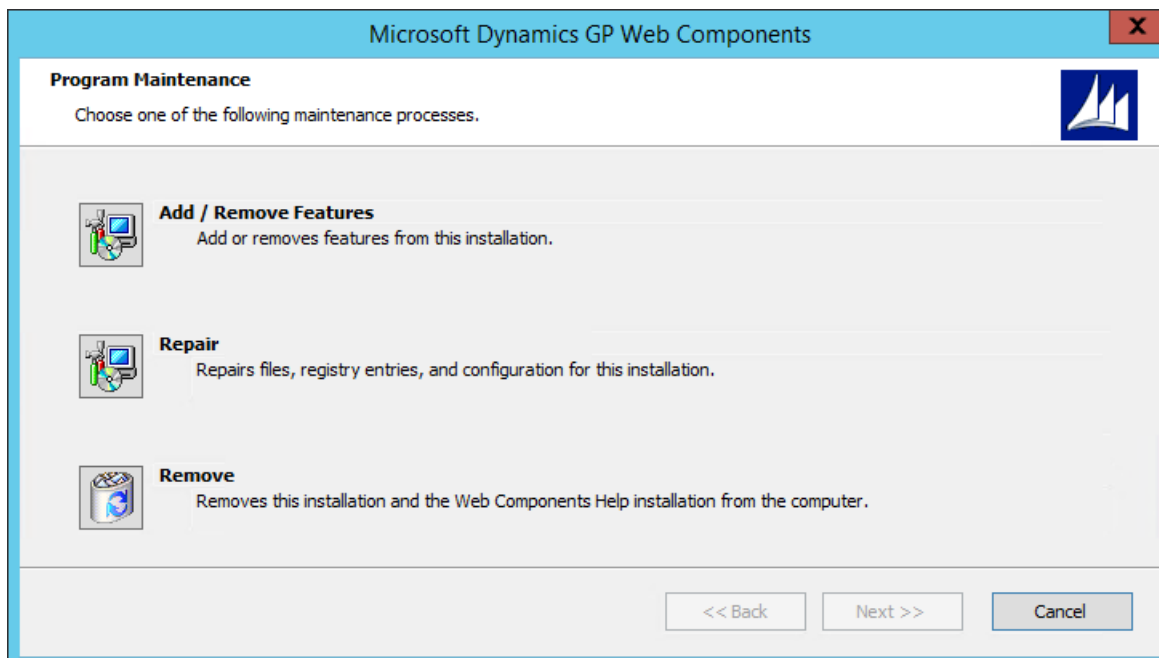 Microsoft Dynamics GP Web Components
X
Program Maintenance
Choose one of the following maintenance processes.
Add / Remove Features
Add or removes features from this installation.
Repair
Repairs files, registry entries, and configuration for this installation.
Remove
Removes this installation and the Web Components Help installation from the computer.
<< Back
Next >>
Cancel